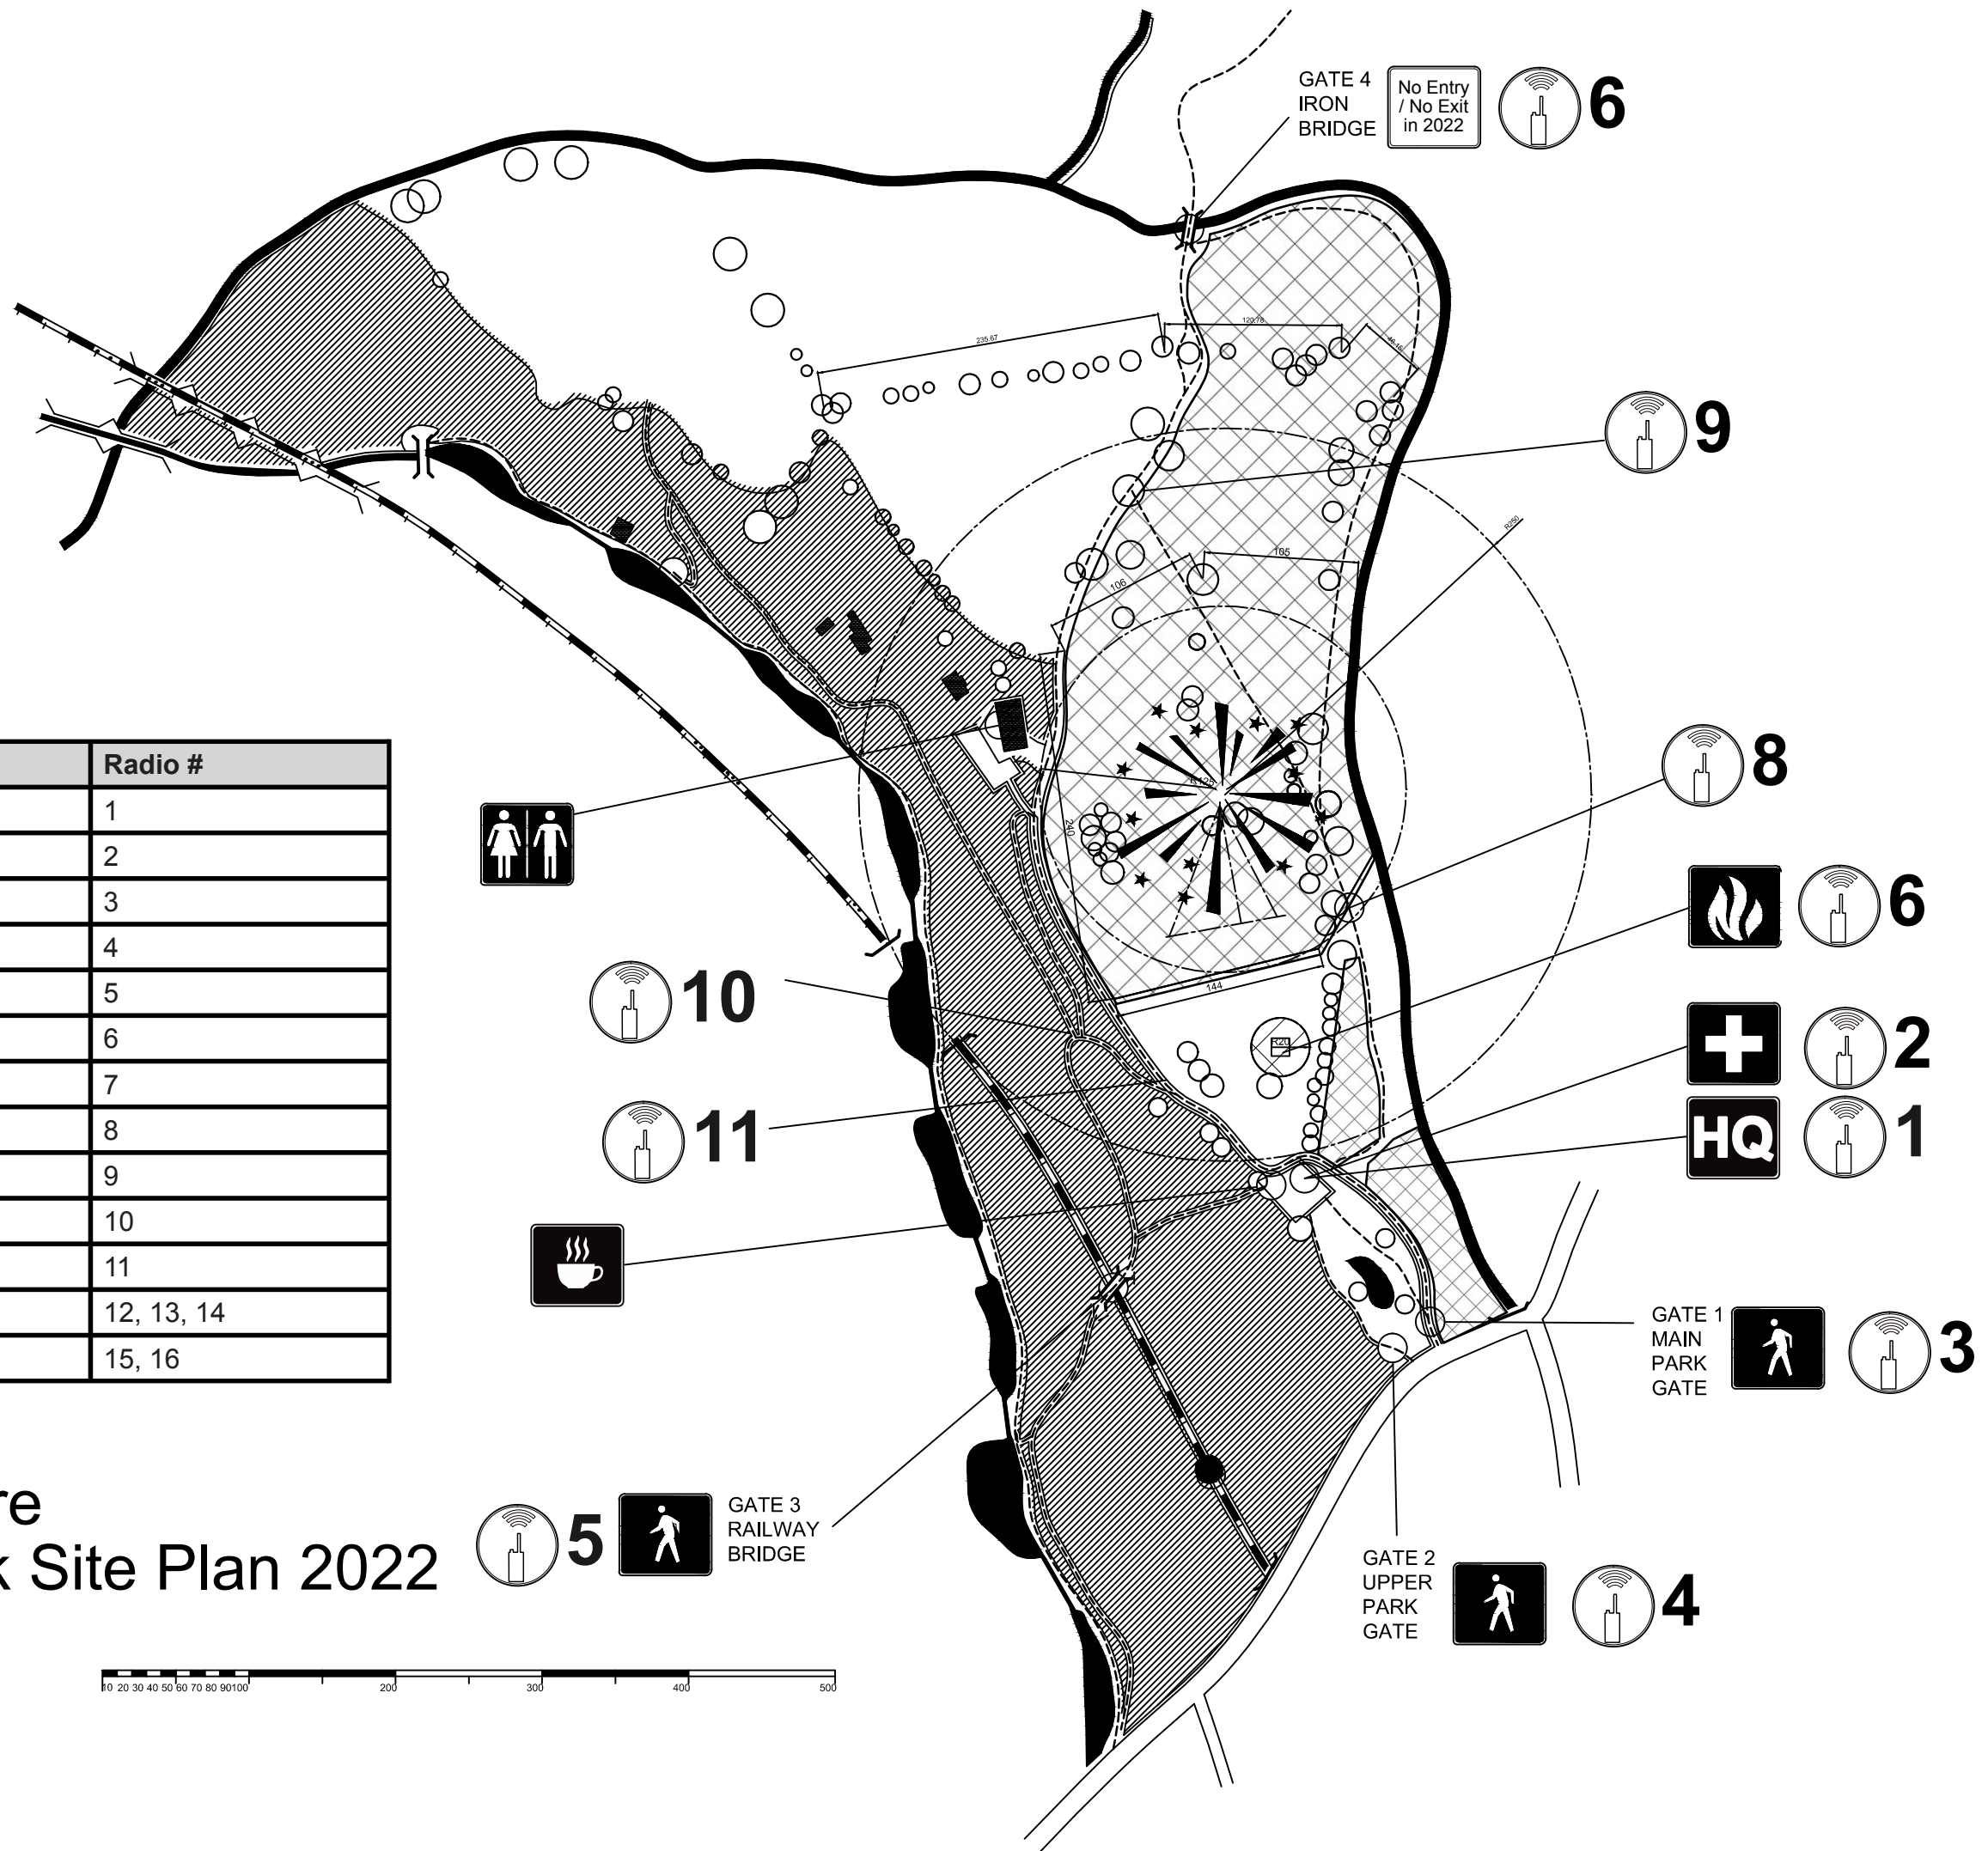 GATE 4
IRON
BRIDGE
No Entry
/ No Exit
in 2022
6
235.67
120.78
46.15
9
R250
105
106
8
R125
240
6
10
144
R20
2
11
HQ
1
GATE 1
MAIN
PARK
GATE
3
Radio #
1
2
3
4
5
6
7
8
9
10
11
12, 13, 14
15, 16
re
k Site Plan 2022
5
GATE 3
RAILWAY
BRIDGE
GATE 2
UPPER
PARK
GATE
4
10 20 30 40 50 60 70 80 90 100 200 300 400 500